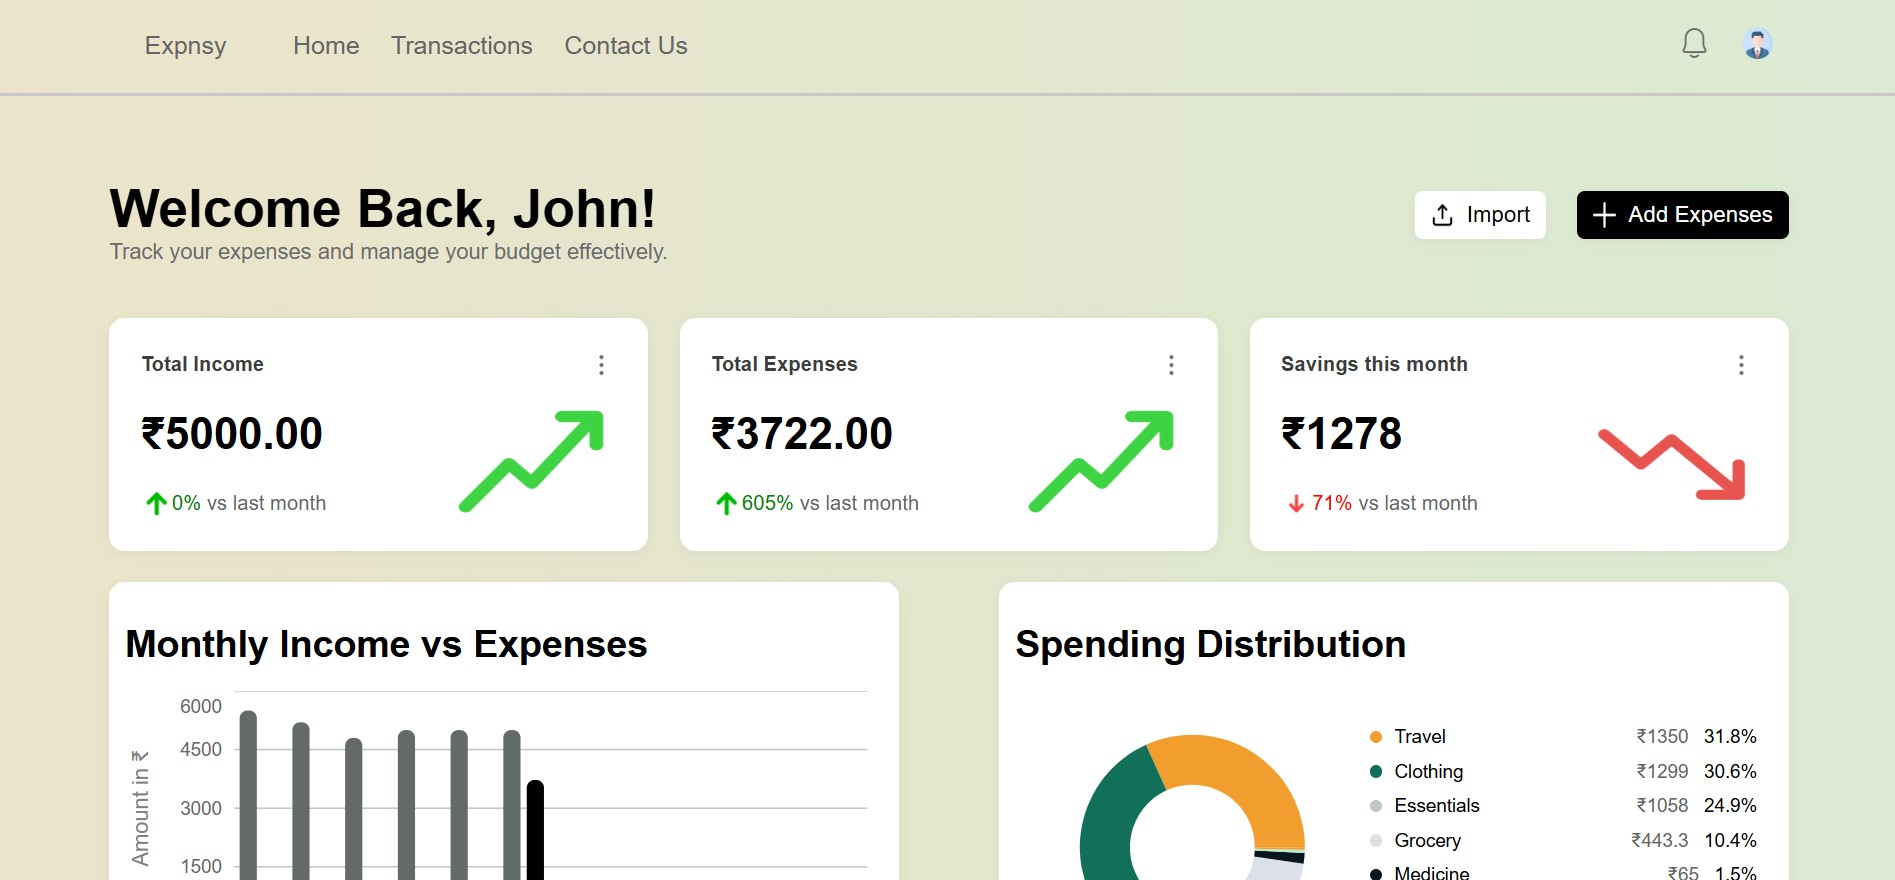 Expnsy Home Transactions Contact Us
Welcome Back, John!
Track your expenses and manage your budget effectively.
Import
Add Expenses
Total Income
₹5000.00
0% vs last month
Total Expenses
₹3722.00
605% vs last month
Savings this month
₹1278
71% vs last month
Monthly Income vs Expenses
Amount in ₹
6000
4500
3000
1500
Spending Distribution
Travel ₹1350 31.8%
Clothing ₹1299 30.6%
Essentials ₹1058 24.9%
Grocery ₹443.3 10.4%
Medicine ₹65 1.5%